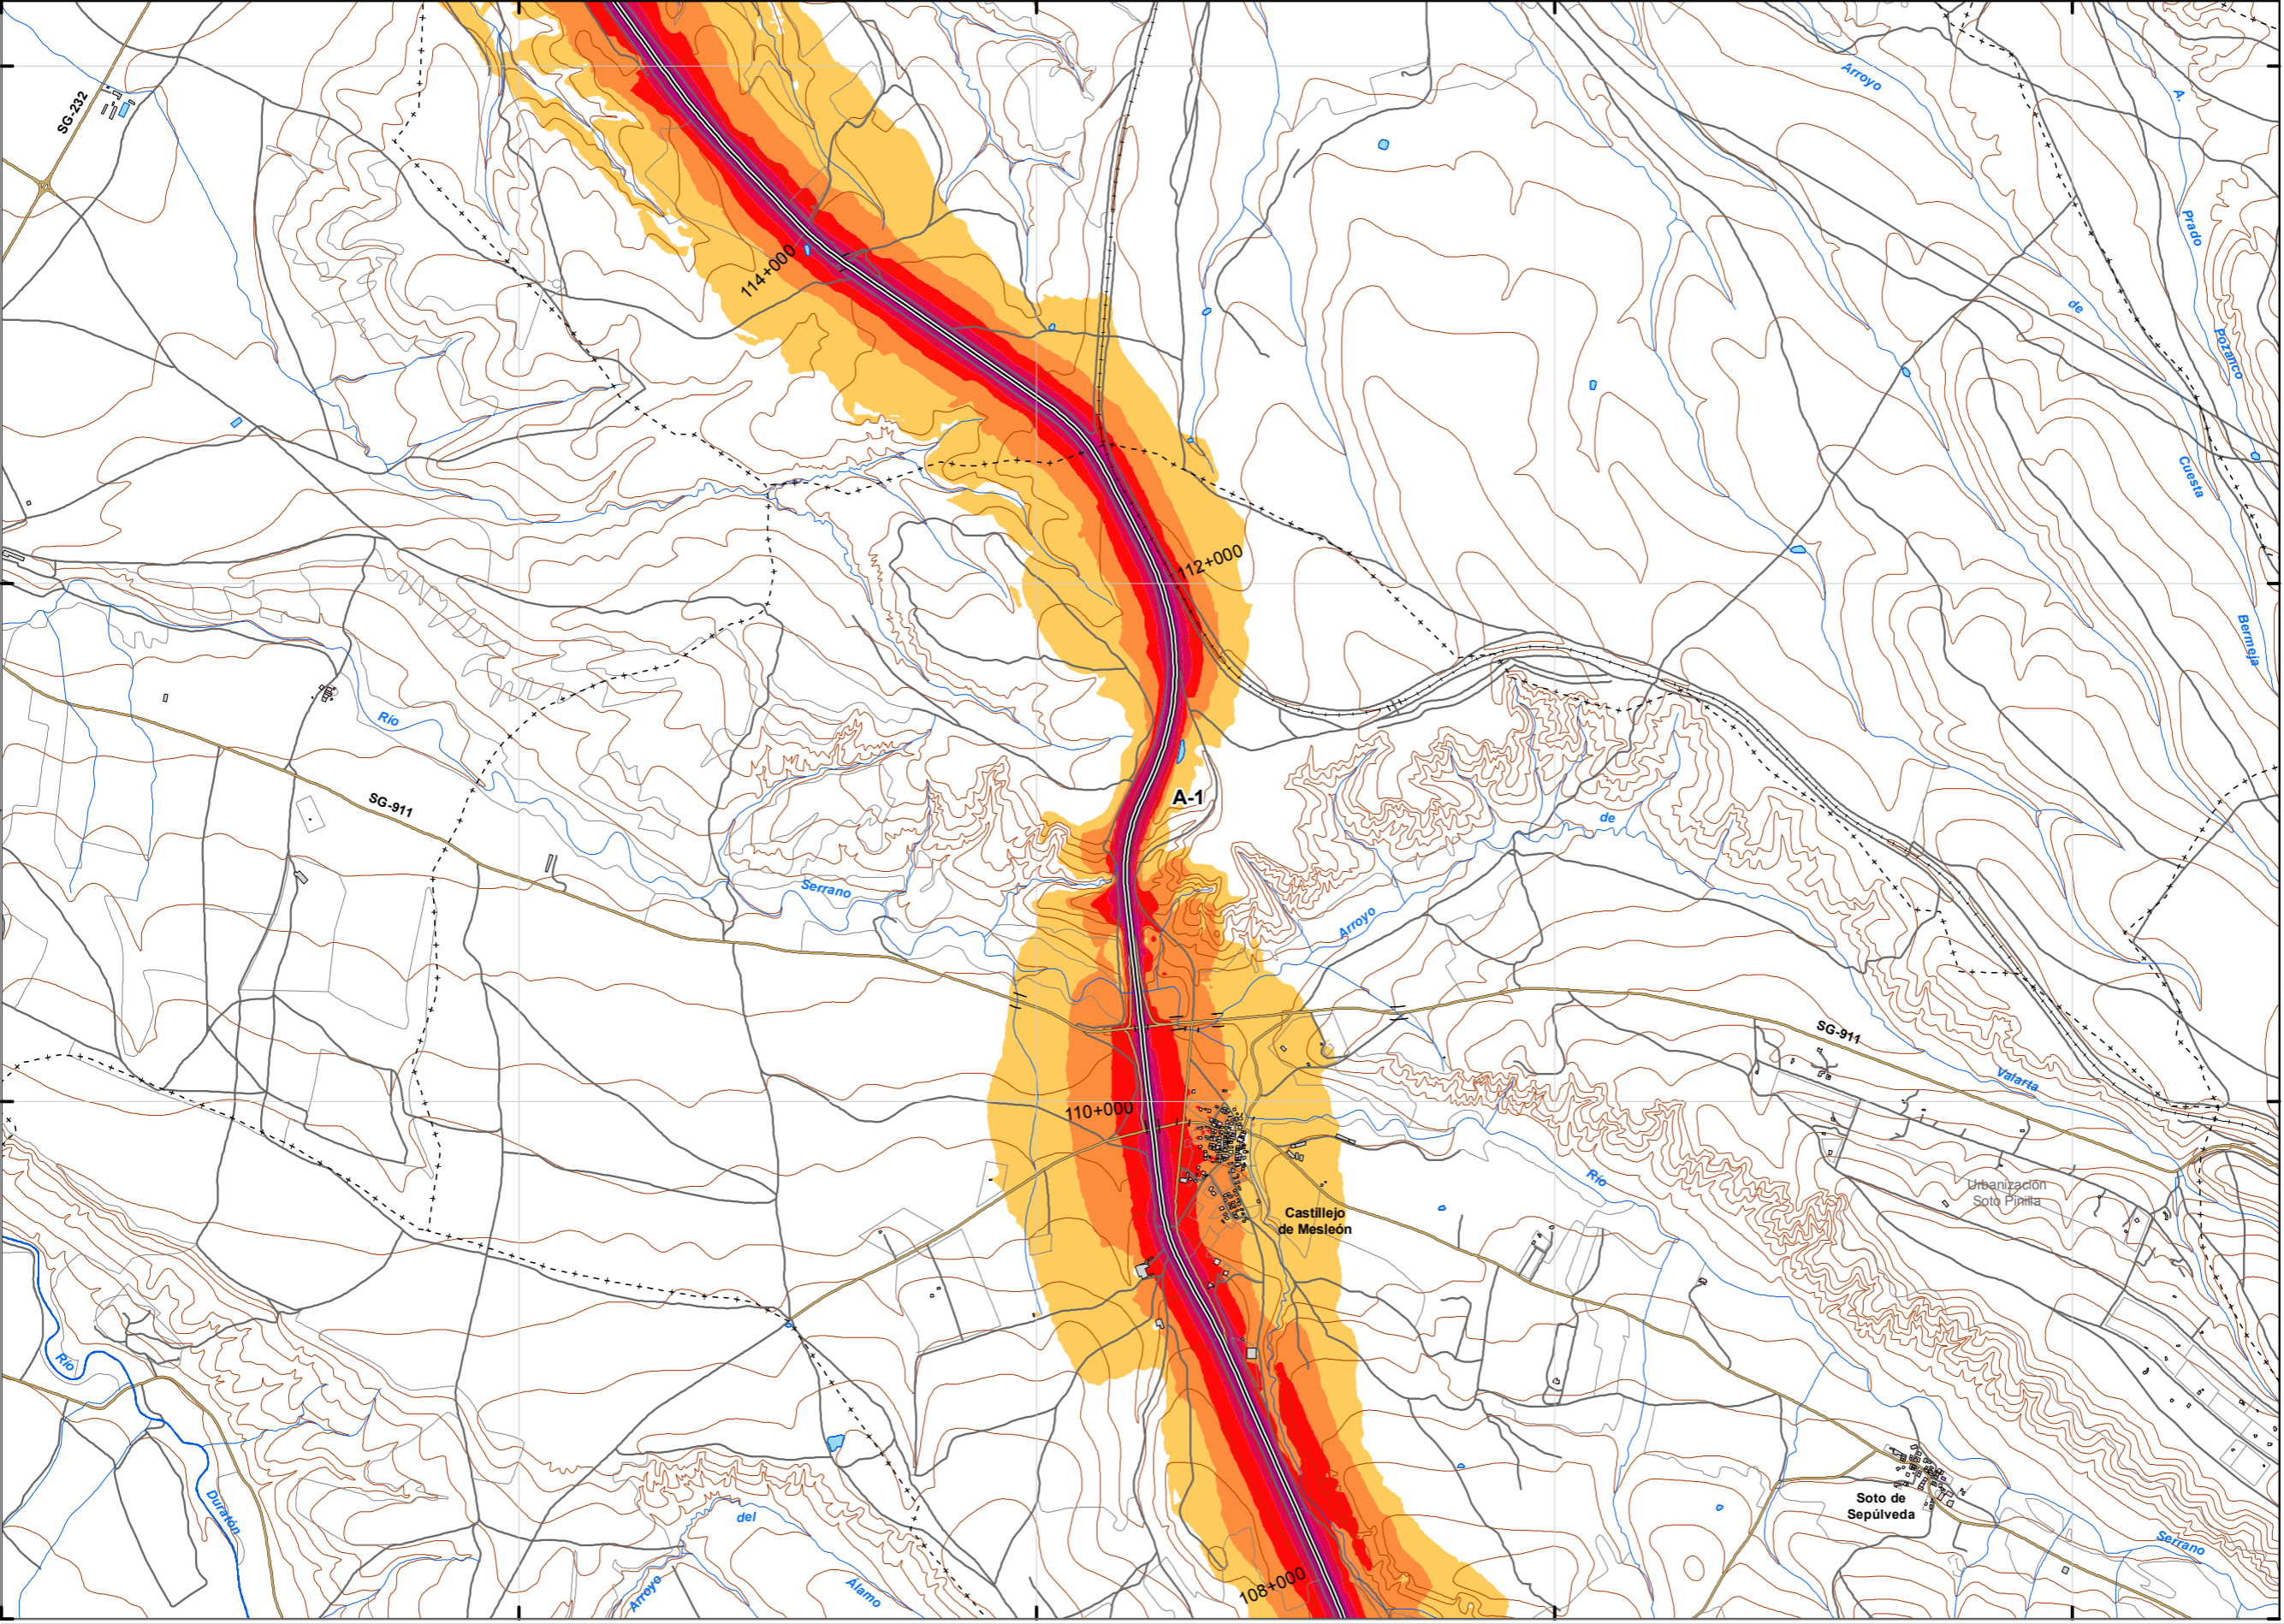 SG-232
Arroyo
A.
Prado
de
Pozanco
114+000
Cuesta
112+000
Bermeja
Río
A-1
SG-911
de
Serrano
Arroyo
SG-911
Valarta
110+000
Río
Urbanización
Soto Pinilla
Castillejo
de Mesleón
Río
Duratón
del
Soto de
Sepúlveda
Serrano
108+000
Arroyo
Álamo